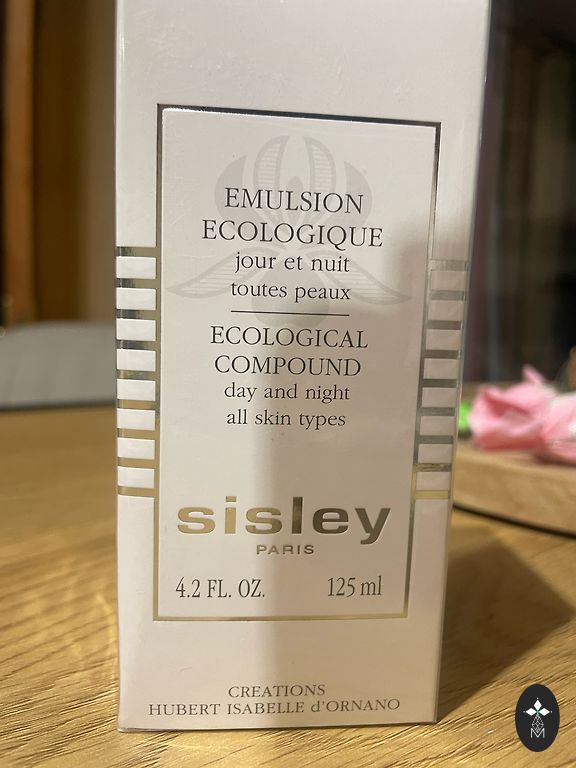 EMULSION
ECOLOGIQUE
jour et nuit
toutes peaux
ECOLOGICAL
COMPOUND
day and night
all skin types
sisley
PARIS
4.2 FL. OZ. 125 ml
CREATIONS
HUBERT ISABELLE d'ORNANO